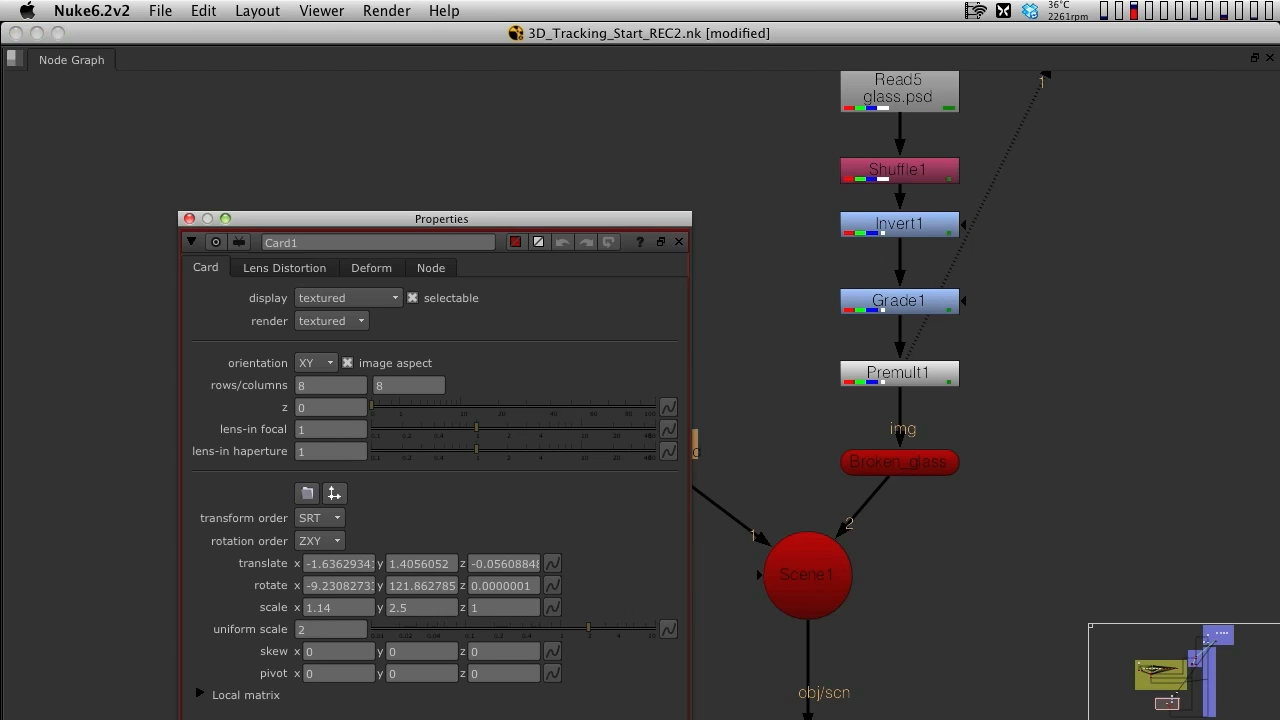 Nuke6.2v2 File Edit Layout Viewer Render Help
36°C
2261rpm
3D_Tracking_Start_REC2.nk [modified]
Node Graph
Read5
glass.psd
1
Shuffle1
Invert1
Grade1
Premult1
img
Broken_glass
1
2
Scene1
obj/scn
Properties
Card1
?
Card Lens Distortion Deform Node
display textured selectable
render textured
orientation XY image aspect
rows/columns 8 8
z 0
lens-in focal 1
lens-in haperture 1
transform order SRT
rotation order ZXY
translate x -1.6362934 y 1.4056052 z -0.0560884
rotate x -9.2308273 y 121.862785 z 0.0000001
scale x 1.14 y 2.5 z 1
uniform scale 2
skew x 0 y 0 z 0
pivot x 0 y 0 z 0
Local matrix